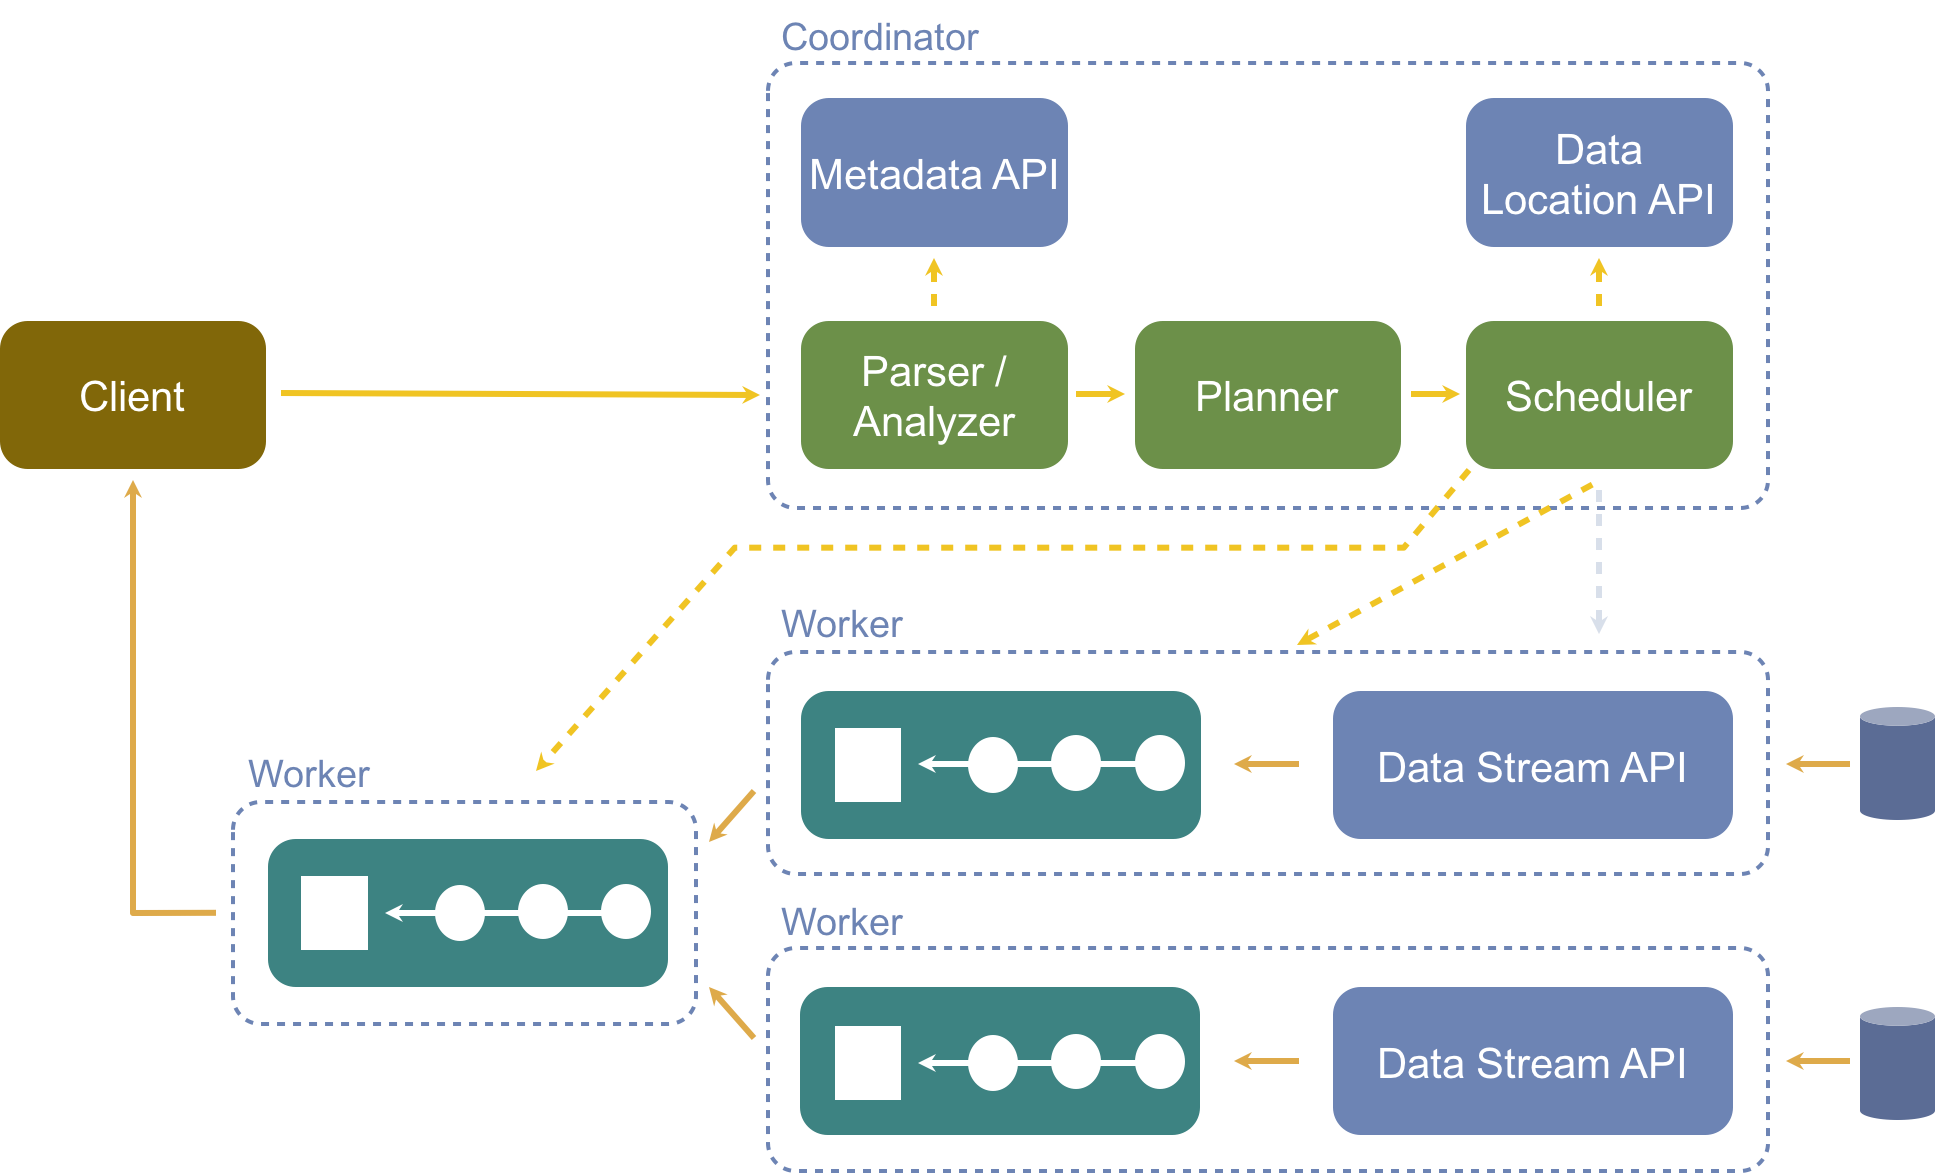 Coordinator
Metadata API
Data
Location API
Client
Parser /
Analyzer
Planner
Scheduler
Worker
Data Stream API
Worker
Worker
Data Stream API